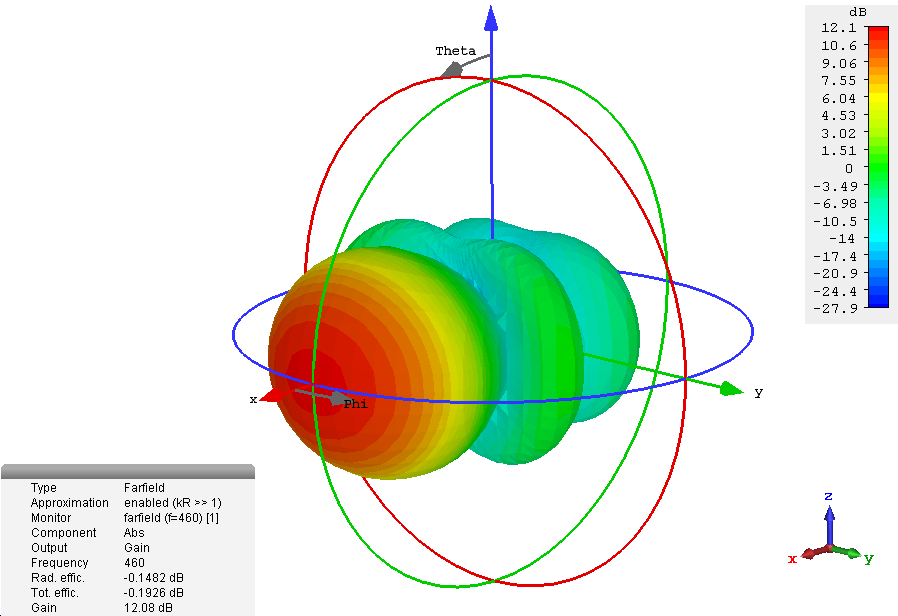 dB
12.1
10.6
9.06
7.55
6.04
4.53
3.02
1.51
0
-3.49
-6.98
-10.5
-14
-17.4
-20.9
-24.4
-27.9
Theta
x
Phi
y
z
x
y
Type Farfield
Approximation enabled (kR >> 1)
Monitor farfield (f=460) [1]
Component Abs
Output Gain
Frequency 460
Rad. effic. -0.1482 dB
Tot. effic. -0.1926 dB
Gain 12.08 dB